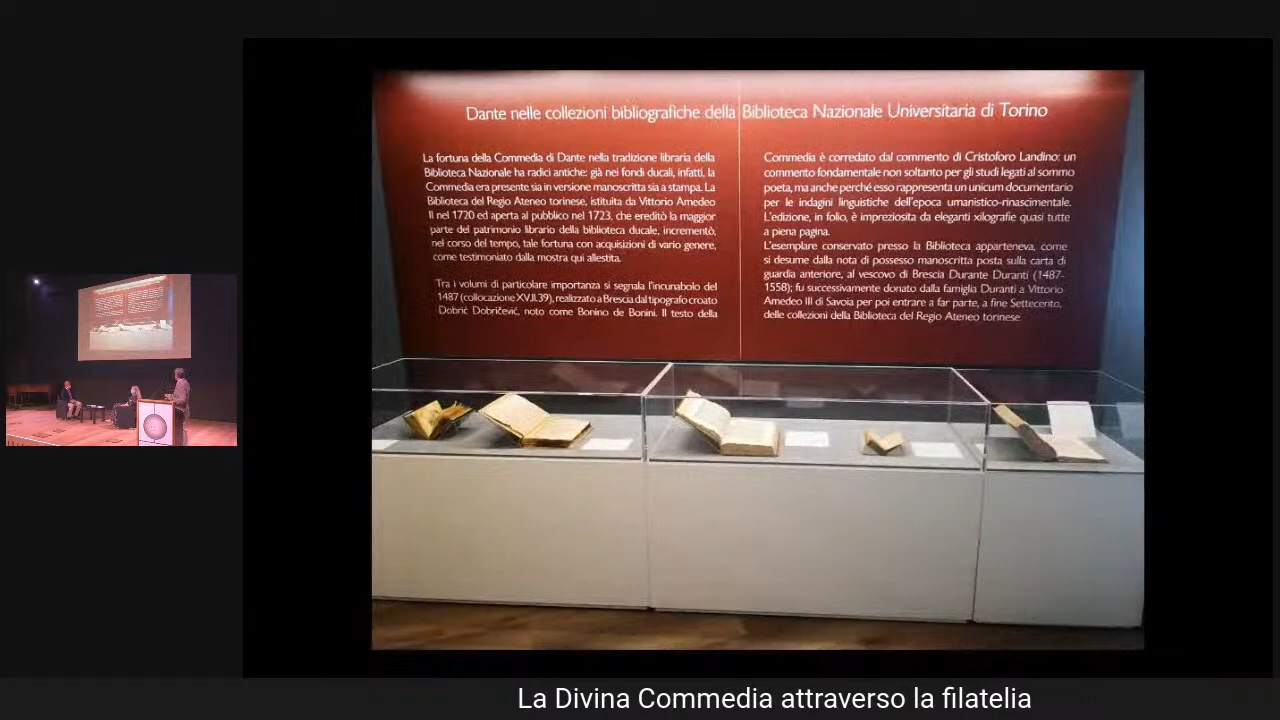 Dante nelle collezioni bibliografiche della Biblioteca Nazionale Universitaria di Torino
La fortuna della Commedia di Dante nella tradizione libraria della
Biblioteca Nazionale ha radici antiche: già nei fondi ducali, infatti, la
Commedia era presente sia in versione manoscritta sia a stampa. La
Biblioteca del Regio Ateneo torinese, istituita da Vittorio Amedeo
II nel 1720 ed aperta al pubblico nel 1723, che ereditò la maggior
parte del patrimonio librario della biblioteca ducale, incrementò,
nel corso del tempo, tale fortuna con acquisizioni di vario genere,
come testimoniato dalla mostra qui allestita.
Tra i volumi di particolare importanza si segnala l'incunabolo del
1487 (collocazione XV.II.39), realizzato a Brescia dal tipografo croato
Dobrić Dobričević, noto come Bonino de Bonini. Il testo della
Commedia è corredato dal commento di Cristoforo Landino: un
commento fondamentale non soltanto per gli studi legati al sommo
poeta, ma anche perché esso rappresenta un unicum documentario
per le indagini linguistiche dell'epoca umanistico-rinascimentale.
L'edizione, in folio, è impreziosita da eleganti xilografie quasi tutte
a piena pagina.
L'esemplare conservato presso la Biblioteca apparteneva, come
si desume dalla nota di possesso manoscritta posta sulla carta di
guardia anteriore, al vescovo di Brescia Durante Duranti (1487-
1558); fu successivamente donato dalla famiglia Duranti a Vittorio
Amedeo III di Savoia per poi entrare a far parte, a fine Settecento,
delle collezioni della Biblioteca del Regio Ateneo torinese
La Divina Commedia attraverso la filatelia